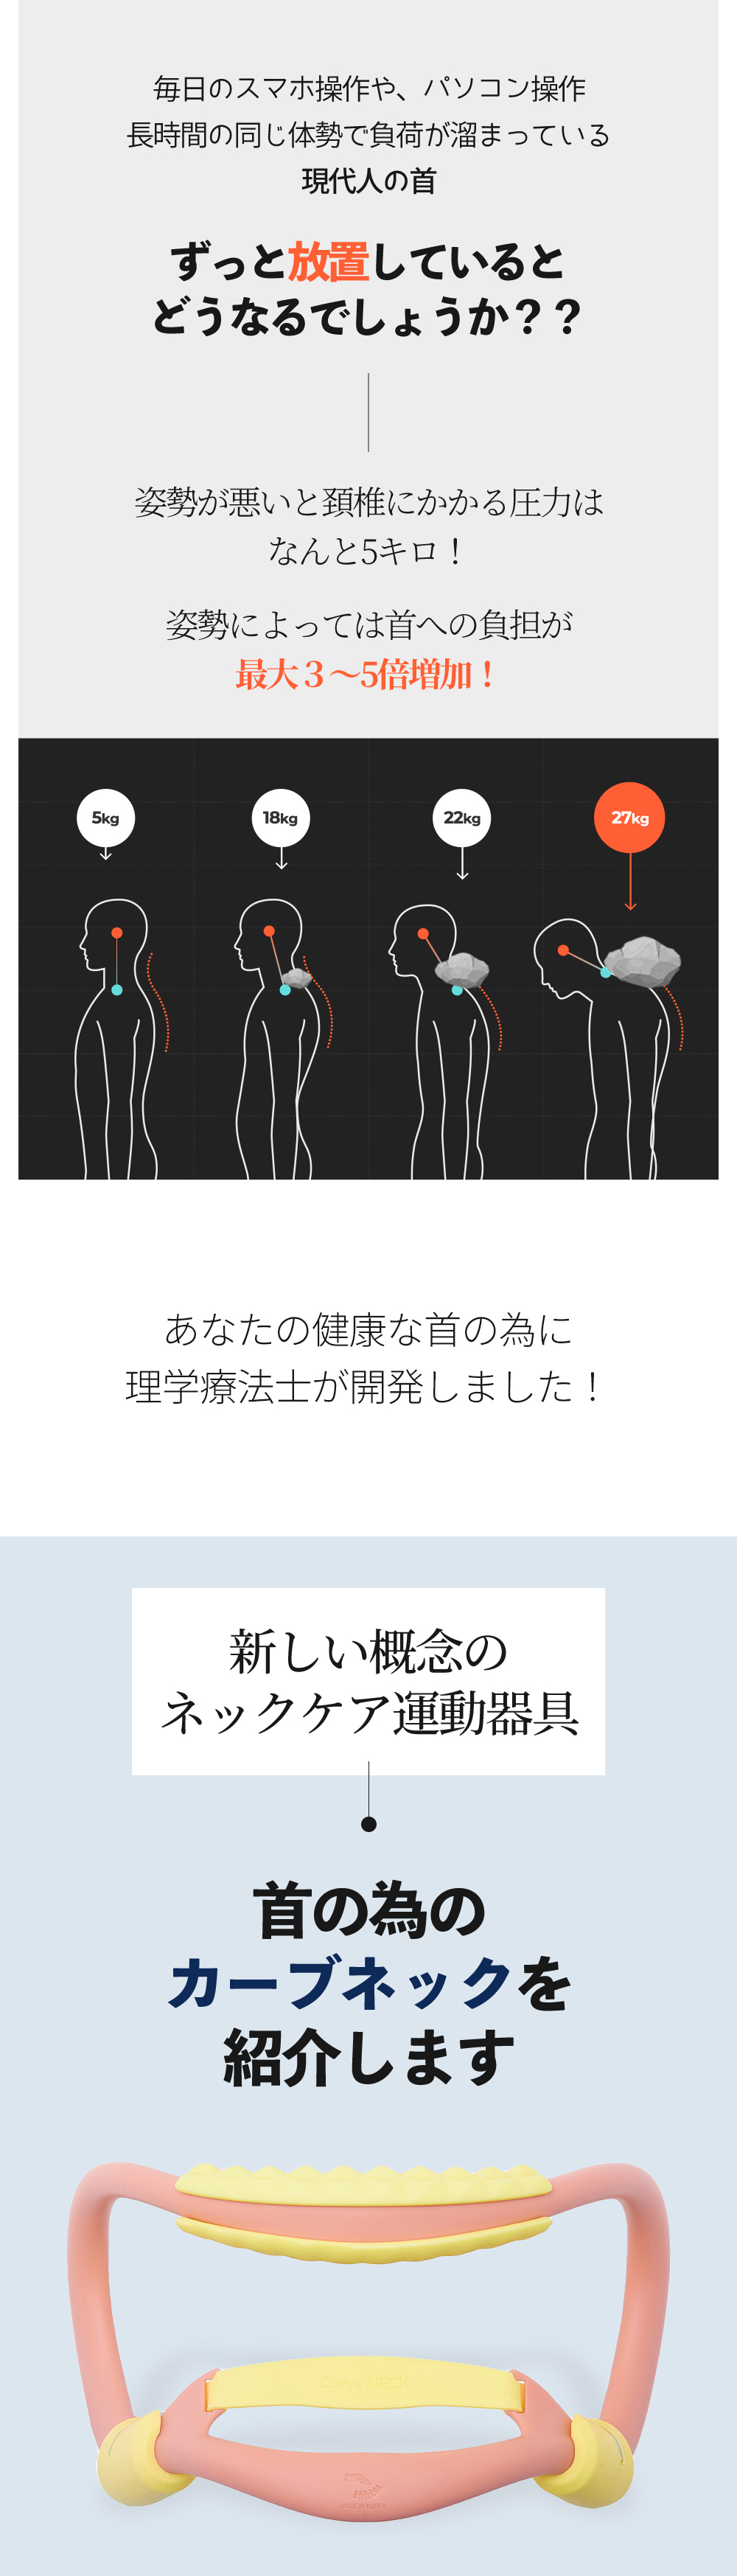 毎日のスマホ操作や、パソコン操作
長時間の同じ体勢で負荷が溜まっている
現代人の首
ずっと放置していると
どうなるでしょうか？？
姿勢が悪いと頚椎にかかる圧力は
なんと5キロ！
姿勢によっては首への負担が
最大３〜5倍増加！
5kg
18kg
22kg
27kg
あなたの健康な首の為に
理学療法士が開発しました！
新しい概念の
ネックケア運動器具
首の為の
カーブネックを
紹介します
Curve NECK